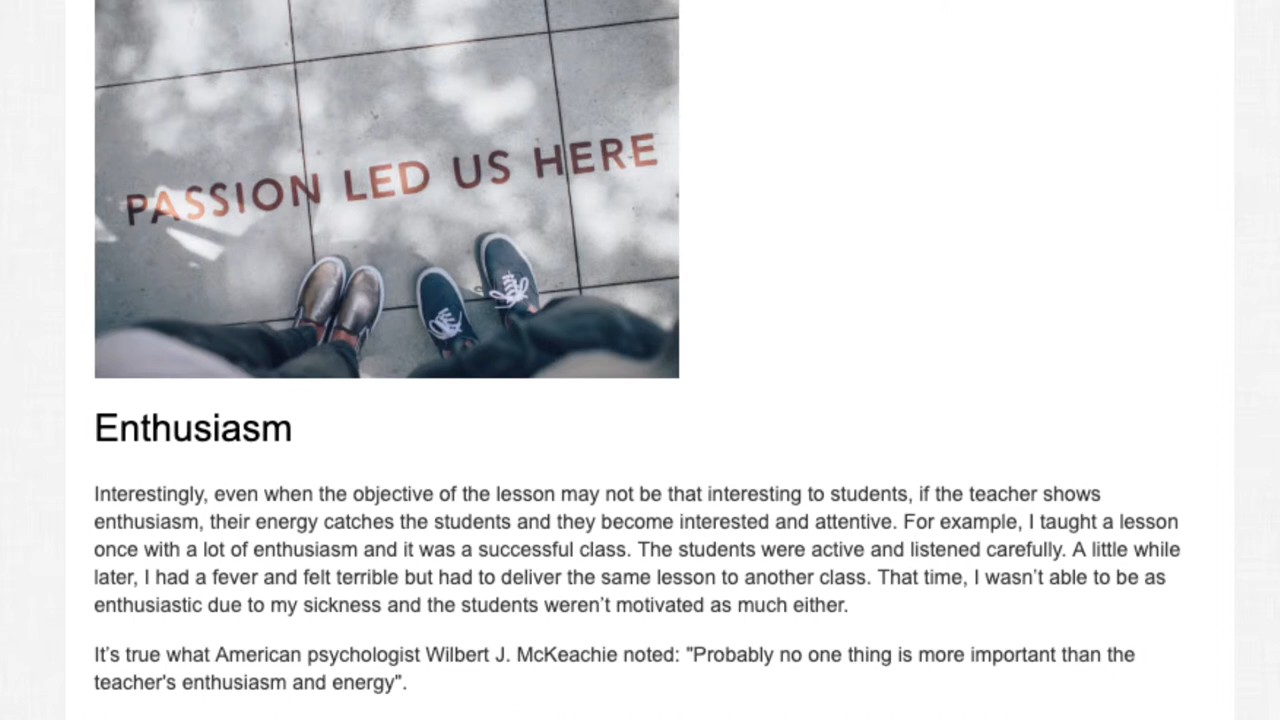 PASSION LED US HERE
Enthusiasm
Interestingly, even when the objective of the lesson may not be that interesting to students, if the teacher shows
enthusiasm, their energy catches the students and they become interested and attentive. For example, I taught a lesson
once with a lot of enthusiasm and it was a successful class. The students were active and listened carefully. A little while
later, I had a fever and felt terrible but had to deliver the same lesson to another class. That time, I wasn’t able to be as
enthusiastic due to my sickness and the students weren’t motivated as much either.
It’s true what American psychologist Wilbert J. McKeachie noted: "Probably no one thing is more important than the
teacher's enthusiasm and energy".